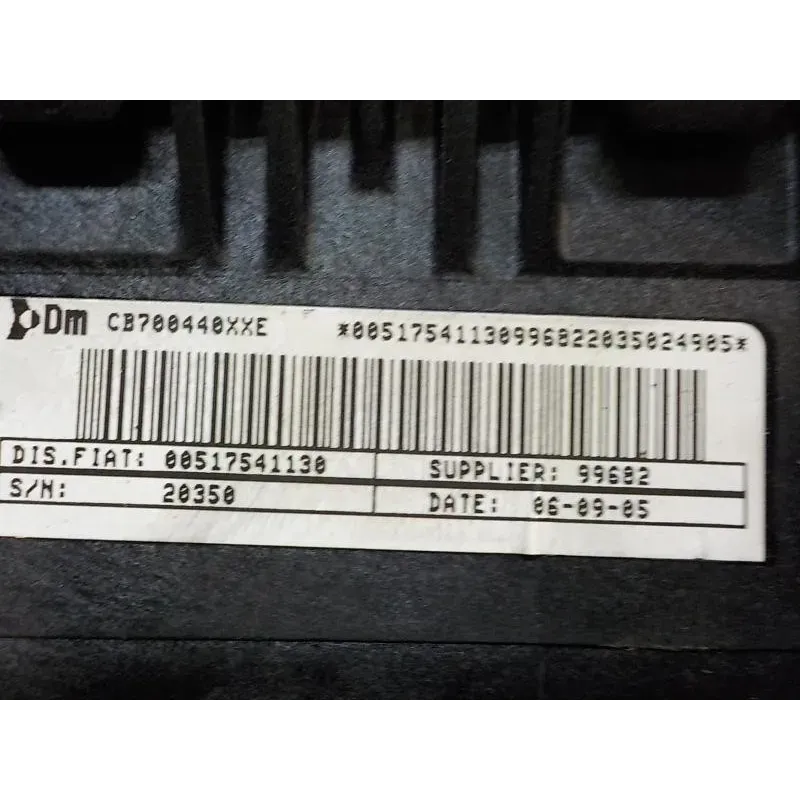 Dm CB700440XXE *00517541130996822035024905*
DIS.FIAT: 00517541130 SUPPLIER: 99682
S/N: 20350 DATE: 06-09-05